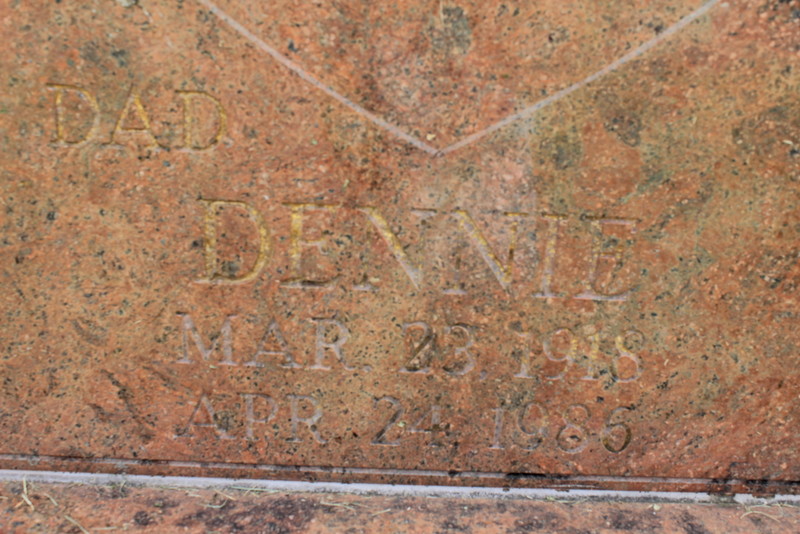 DAD
DENNIE
MAR. 23, 1918
APR. 24, 1986